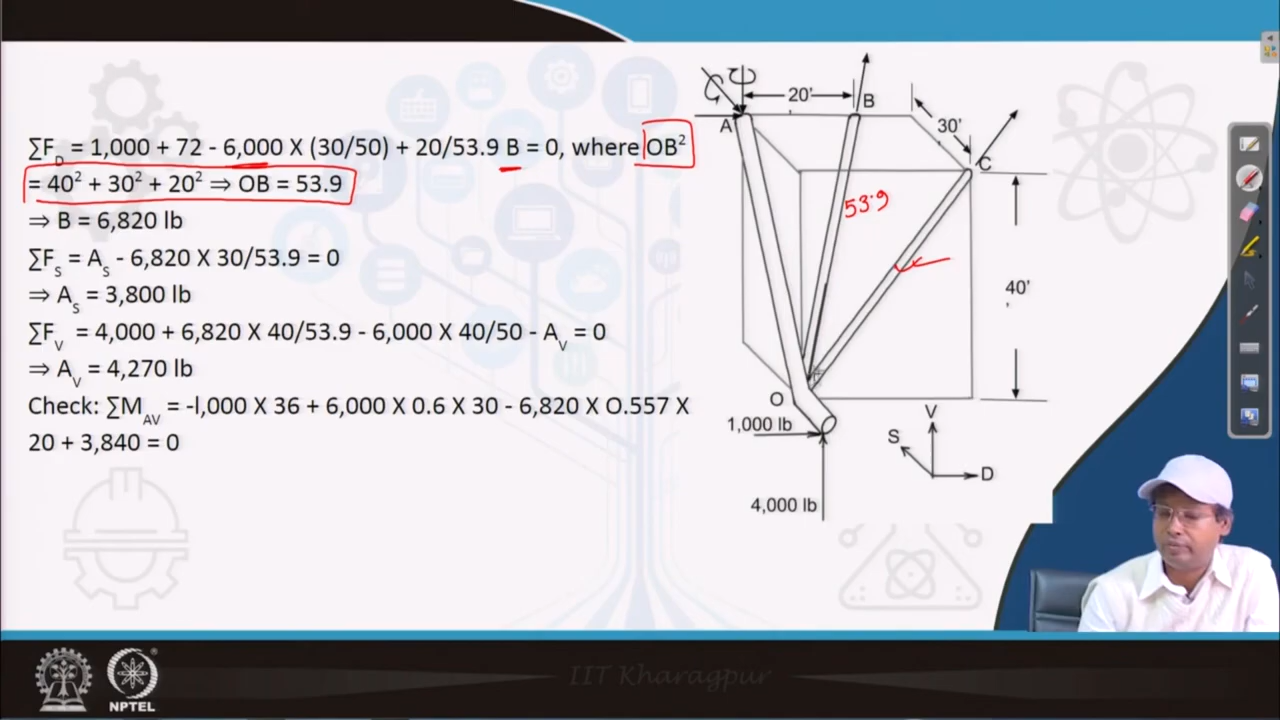 ∑F_D = 1,000 + 72 - 6,000 X (30/50) + 20/53.9 B = 0, where OB²
= 40² + 30² + 20² ⇒ OB = 53.9
⇒ B = 6,820 lb
∑F_S = A_S - 6,820 X 30/53.9 = 0
⇒ A_S = 3,800 lb
∑F_V = 4,000 + 6,820 X 40/53.9 - 6,000 X 40/50 - A_V = 0
⇒ A_V = 4,270 lb
Check: ∑M_AV = -l,000 X 36 + 6,000 X 0.6 X 30 - 6,820 X O.557 X
20 + 3,840 = 0
20'
B
A
30'
C
53.9
40'
O
1,000 lb
V
S
D
4,000 lb
IIT Kharagpur
NPTEL